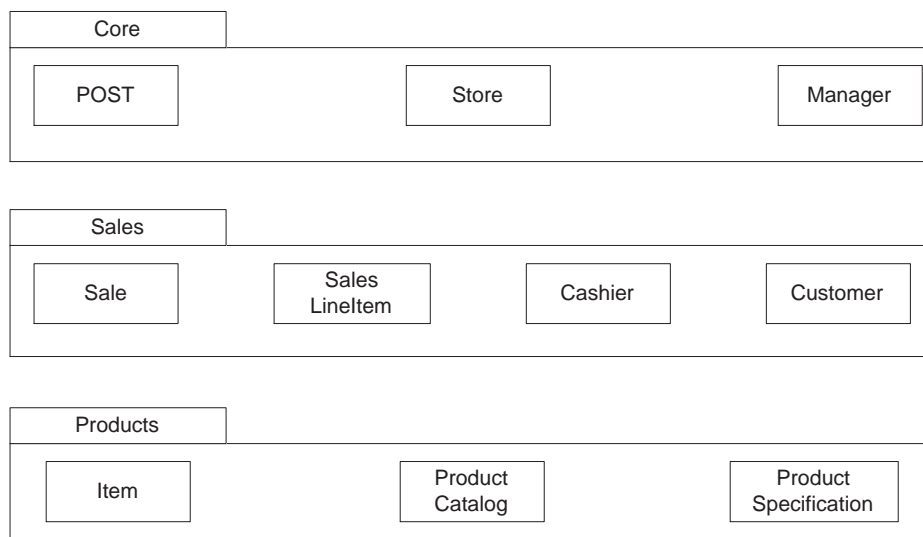 Core
POST
Store
Manager
Sales
Sale
Sales
LineItem
Cashier
Customer
Products
Item
Product
Catalog
Product
Specification